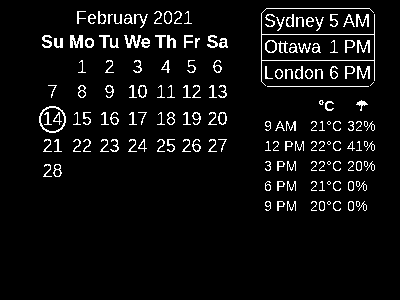 February 2021
Su Mo Tu We Th Fr Sa
1 2 3 4 5 6
7 8 9 10 11 12 13
14 15 16 17 18 19 20
21 22 23 24 25 26 27
28
Sydney 5 AM
Ottawa 1 PM
London 6 PM
°C ☂
9 AM 21°C 32%
12 PM 22°C 41%
3 PM 22°C 20%
6 PM 21°C 0%
9 PM 20°C 0%